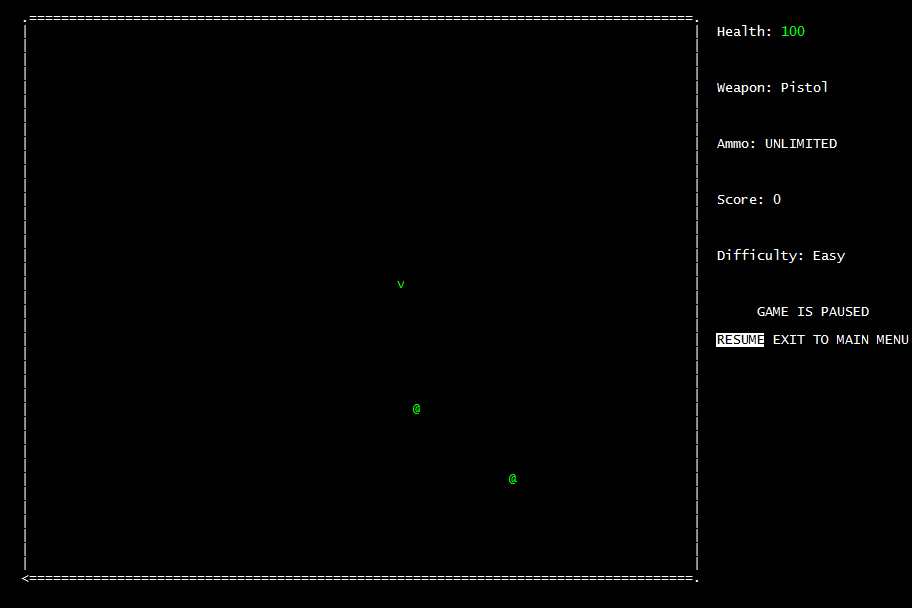 .===================================================================================.
Health: 100
Weapon: Pistol
Ammo: UNLIMITED
Score: 0
Difficulty: Easy
v
GAME IS PAUSED
RESUME EXIT TO MAIN MENU
@
@
<===================================================================================.